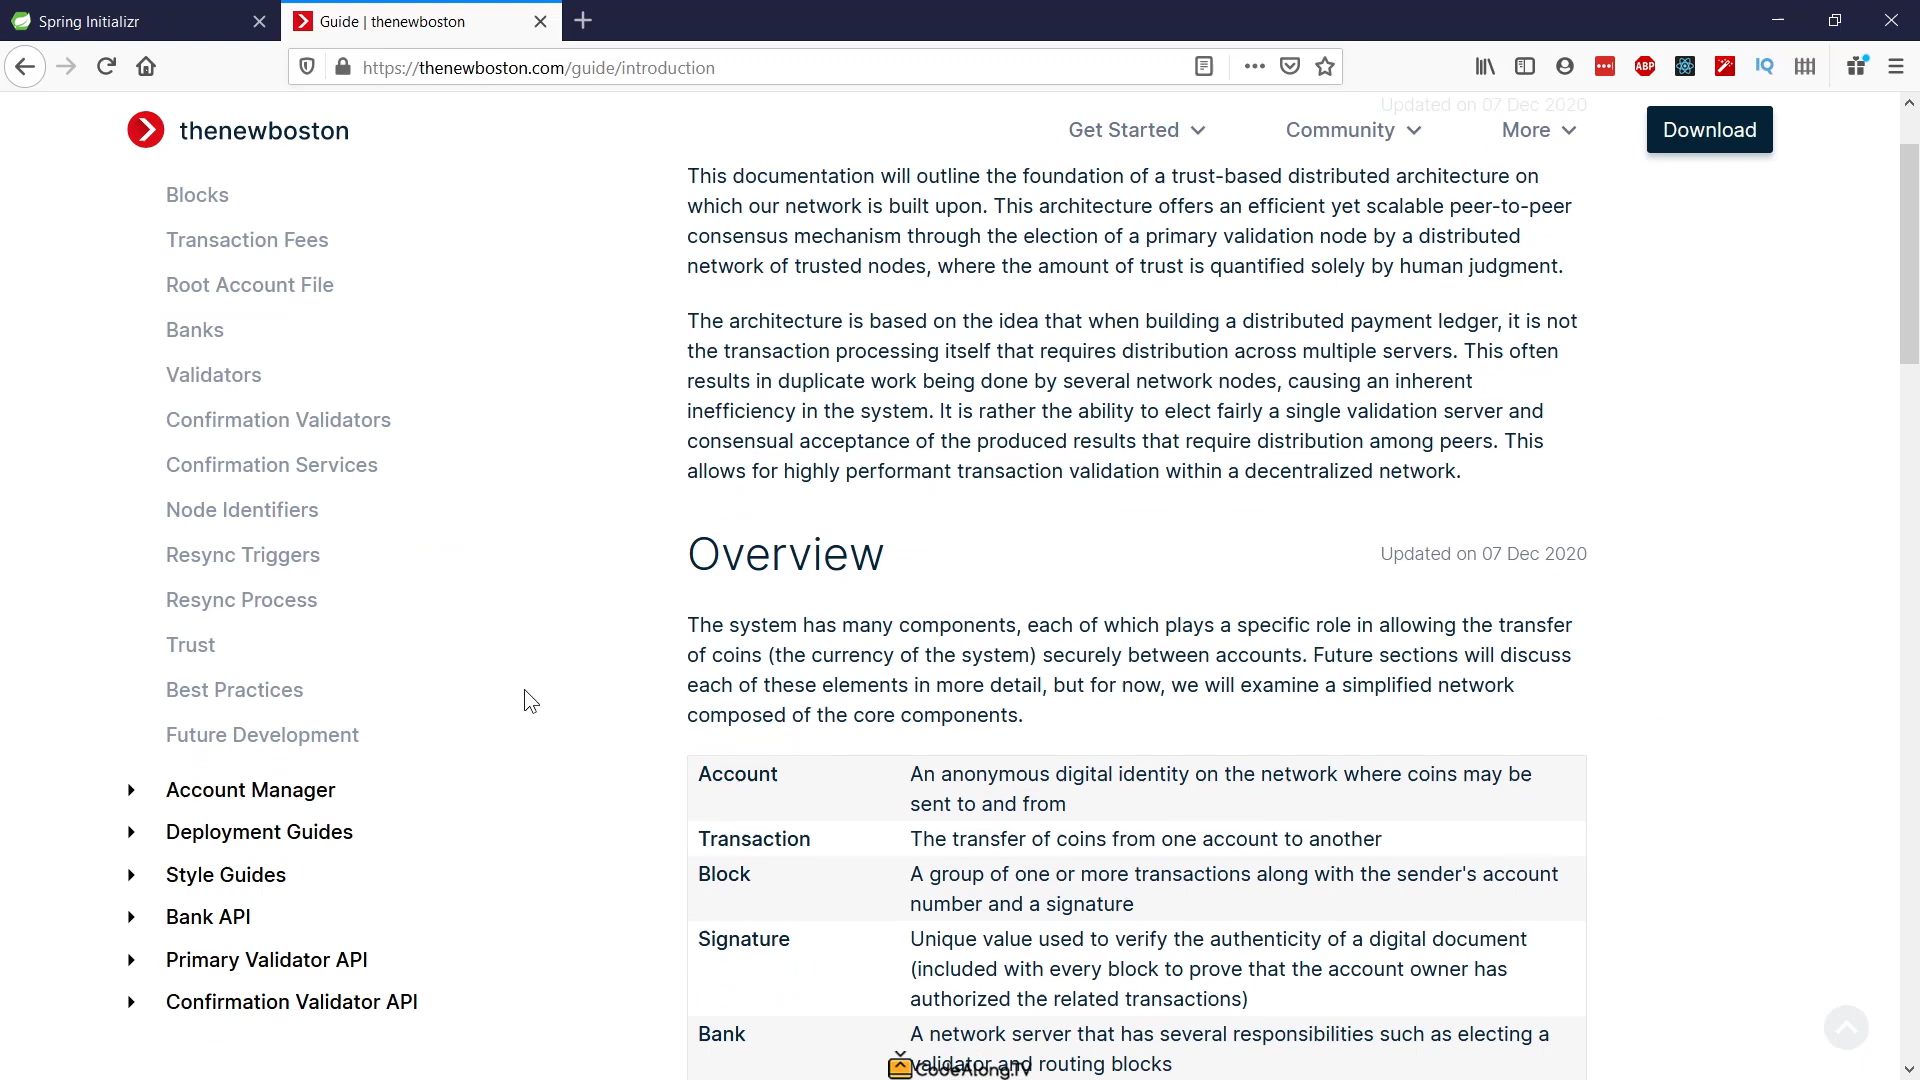 Spring Initializr
Guide | thenewboston
https://thenewboston.com/guide/introduction
ABP
IQ
thenewboston
Updated on 07 Dec 2020
Get Started
Community
More
Download
Blocks
Transaction Fees
Root Account File
Banks
Validators
Confirmation Validators
Confirmation Services
Node Identifiers
Resync Triggers
Resync Process
Trust
Best Practices
Future Development
Account Manager
Deployment Guides
Style Guides
Bank API
Primary Validator API
Confirmation Validator API
This documentation will outline the foundation of a trust-based distributed architecture on
which our network is built upon. This architecture offers an efficient yet scalable peer-to-peer
consensus mechanism through the election of a primary validation node by a distributed
network of trusted nodes, where the amount of trust is quantified solely by human judgment.
The architecture is based on the idea that when building a distributed payment ledger, it is not
the transaction processing itself that requires distribution across multiple servers. This often
results in duplicate work being done by several network nodes, causing an inherent
inefficiency in the system. It is rather the ability to elect fairly a single validation server and
consensual acceptance of the produced results that require distribution among peers. This
allows for highly performant transaction validation within a decentralized network.
Overview
Updated on 07 Dec 2020
The system has many components, each of which plays a specific role in allowing the transfer
of coins (the currency of the system) securely between accounts. Future sections will discuss
each of these elements in more detail, but for now, we will examine a simplified network
composed of the core components.
Account An anonymous digital identity on the network where coins may be
sent to and from
Transaction The transfer of coins from one account to another
Block A group of one or more transactions along with the sender's account
number and a signature
Signature Unique value used to verify the authenticity of a digital document
(included with every block to prove that the account owner has
authorized the related transactions)
Bank A network server that has several responsibilities such as electing a
validator and routing blocks
CodeAlong.TV